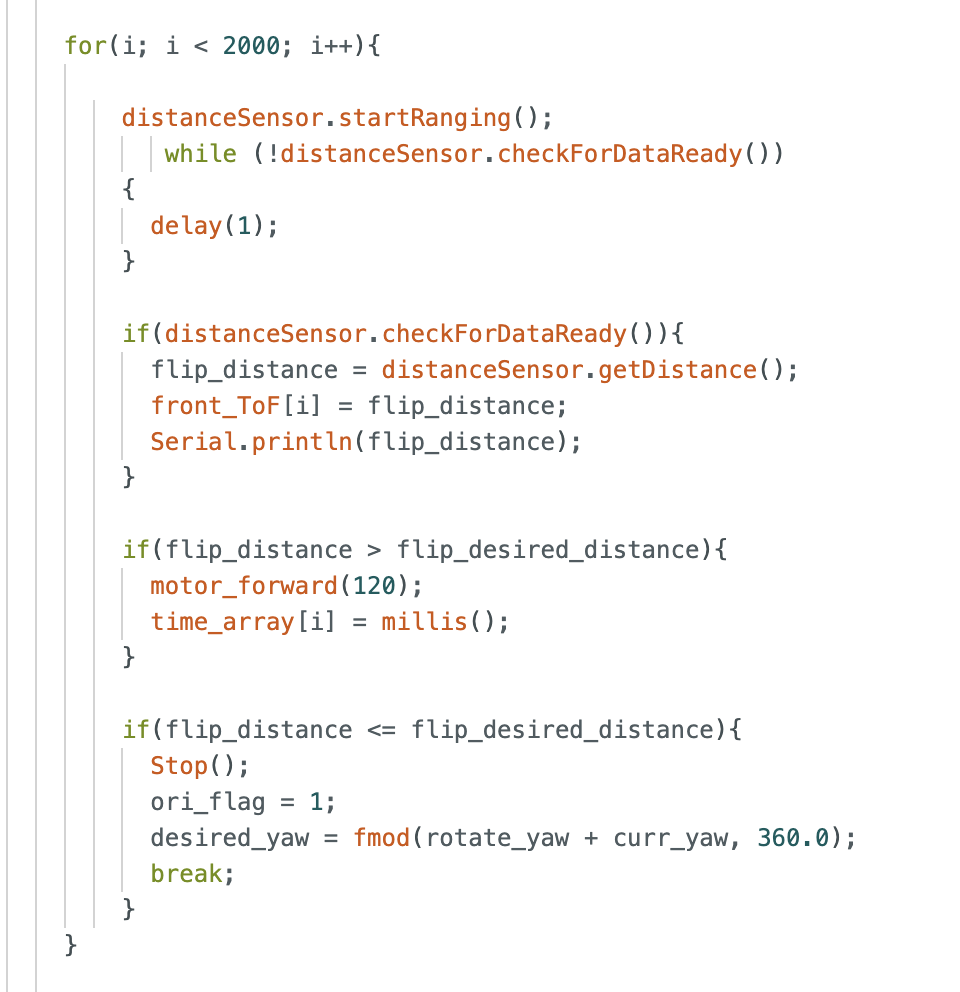 for(i; i < 2000; i++){
distanceSensor.startRanging();
while (!distanceSensor.checkForDataReady())
{
delay(1);
}
if(distanceSensor.checkForDataReady()){
flip_distance = distanceSensor.getDistance();
front_ToF[i] = flip_distance;
Serial.println(flip_distance);
}
if(flip_distance > flip_desired_distance){
motor_forward(120);
time_array[i] = millis();
}
if(flip_distance <= flip_desired_distance){
Stop();
ori_flag = 1;
desired_yaw = fmod(rotate_yaw + curr_yaw, 360.0);
break;
}
}